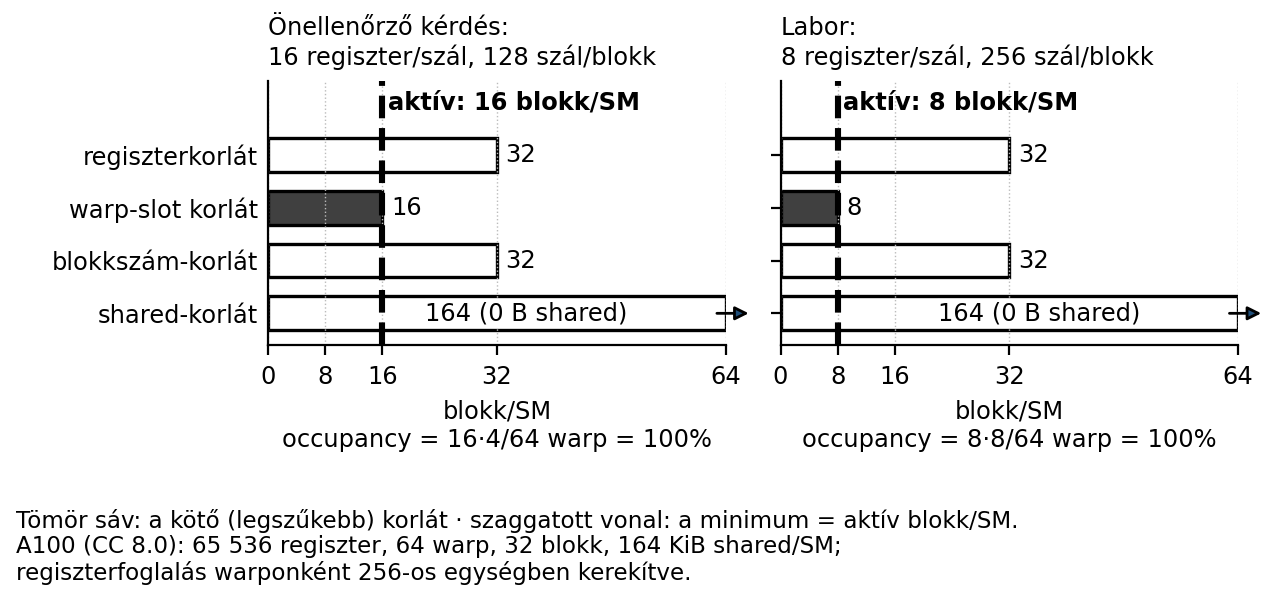 Önellenőrző kérdés:
16 regiszter/szál, 128 szál/blokk
aktív: 16 blokk/SM
regiszterkorlát
32
warp-slot korlát
16
blokkszám-korlát
32
shared-korlát
164 (0 B shared)
0 8 16 32 64
blokk/SM
occupancy = 16·4/64 warp = 100%
Labor:
8 regiszter/szál, 256 szál/blokk
aktív: 8 blokk/SM
32
8
32
164 (0 B shared)
0 8 16 32 64
blokk/SM
occupancy = 8·8/64 warp = 100%
Tömör sáv: a kötő (legszűkebb) korlát · szaggatott vonal: a minimum = aktív blokk/SM.
A100 (CC 8.0): 65 536 regiszter, 64 warp, 32 blokk, 164 KiB shared/SM;
regiszterfoglalás warponként 256-os egységben kerekítve.